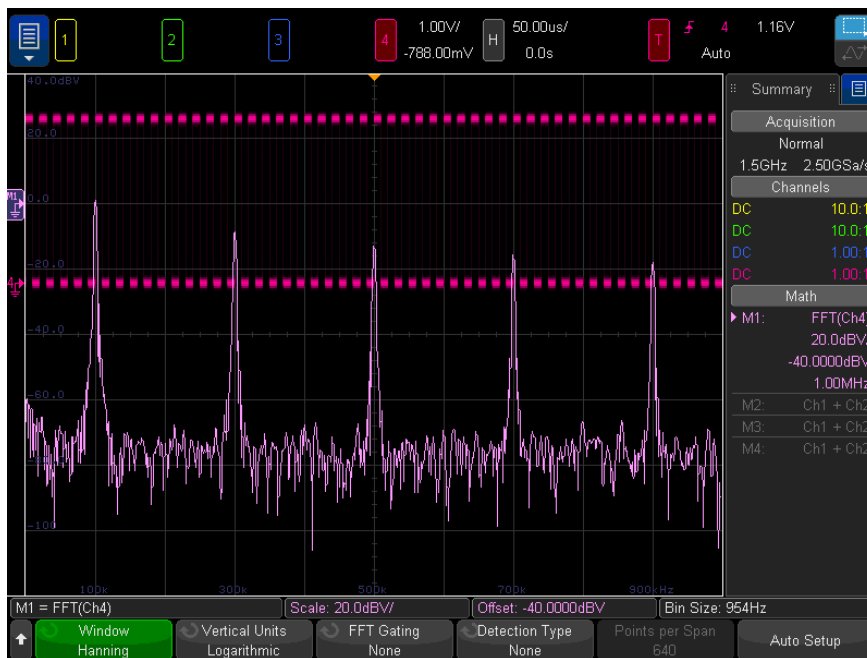 1
2
3
4
1.00V/
-788.00mV
H
50.00us/
0.0s
T
4
1.16V
Auto
40.0dBV
20.0
0.0
-20.0
-40.0
-60.0
-80.0
-100
100k
300k
500k
700k
900kHz
M1
4
Summary
Acquisition
Normal
1.5GHz 2.50GSa/s
Channels
DC 10.0:1
DC 10.0:1
DC 1.00:1
DC 1.00:1
Math
M1: FFT(Ch4)
20.0dBV/
-40.0000dBV
1.00MHz
M2: Ch1 + Ch2
M3: Ch1 + Ch2
M4: Ch1 + Ch2
M1 = FFT(Ch4)
Scale: 20.0dBV/
Offset: -40.0000dBV
Bin Size: 954Hz
Window
Hanning
Vertical Units
Logarithmic
FFT Gating
None
Detection Type
None
Points per Span
640
Auto Setup